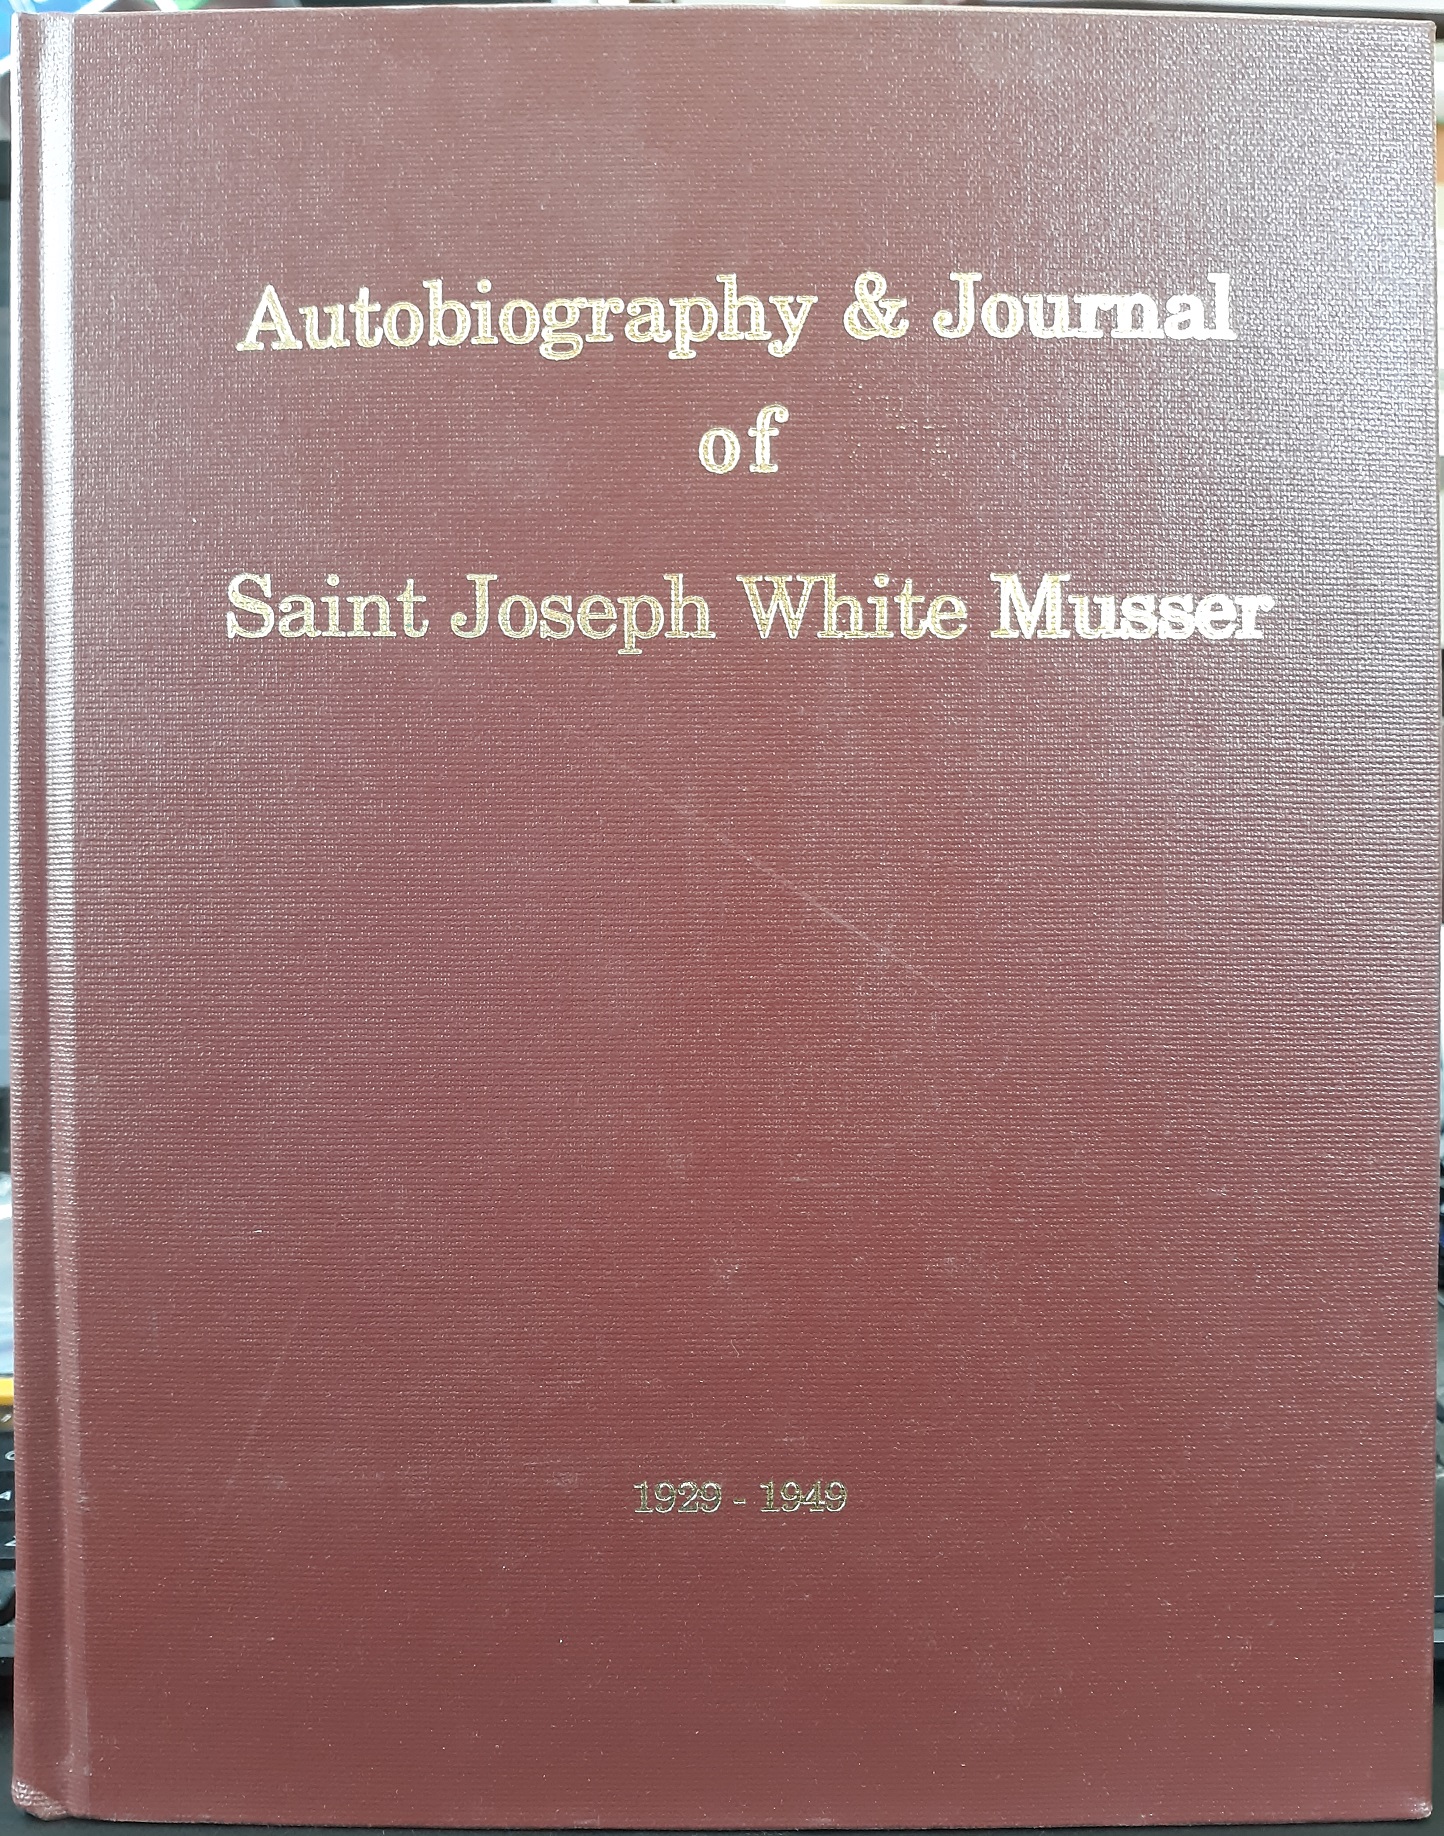 Autobiography & Journal
of
Saint Joseph White Musser
1929 - 1949